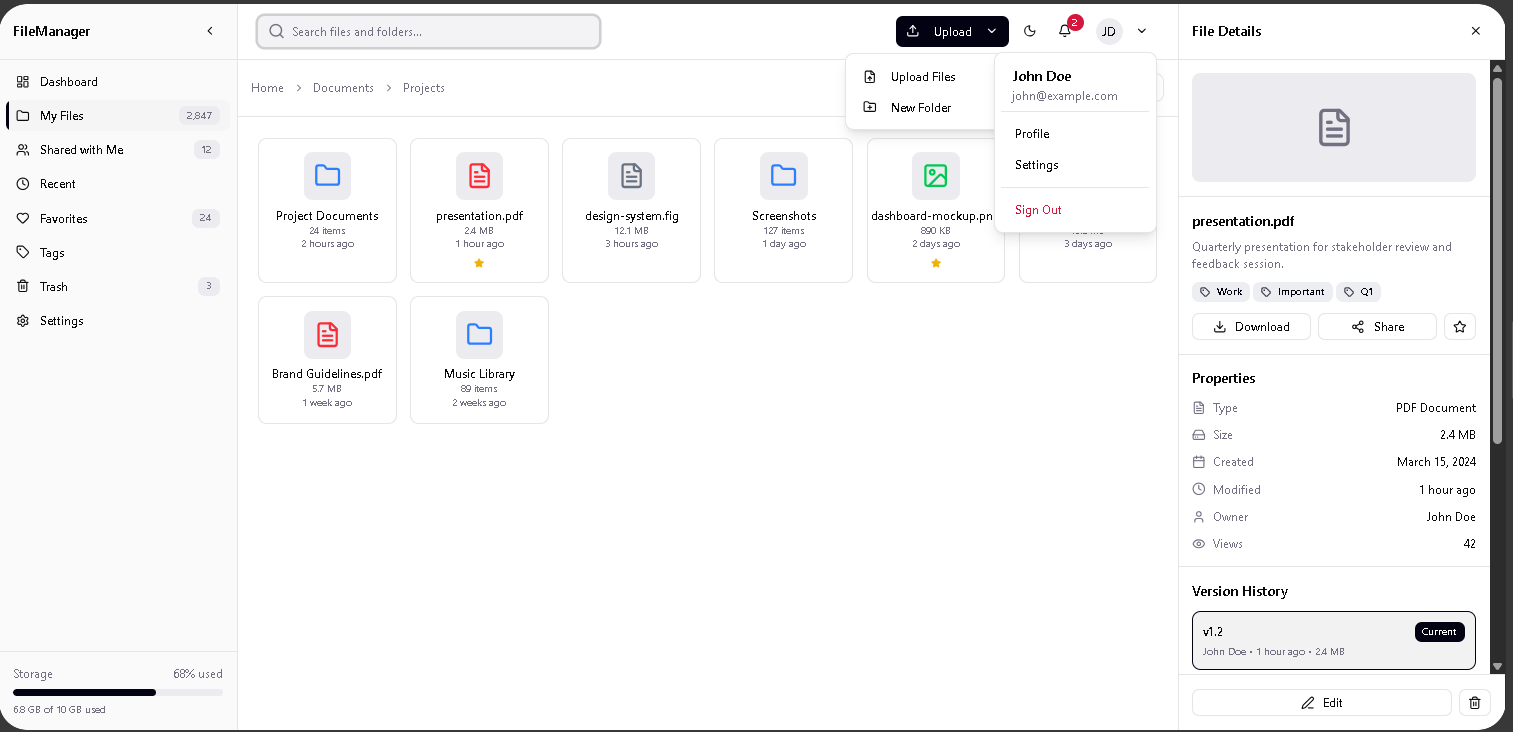 FileManager
Dashboard
My Files 2,847
Shared with Me 12
Recent
Favorites 24
Tags
Trash 3
Settings
Storage 68% used
6.8 GB of 10 GB used
Search files and folders...
Upload
2
JD
Upload Files
New Folder
John Doe
john@example.com
Profile
Settings
Sign Out
Home > Documents > Projects
Project Documents
24 items
2 hours ago
presentation.pdf
2.4 MB
1 hour ago
design-system.fig
12.1 MB
3 hours ago
Screenshots
127 items
1 day ago
dashboard-mockup.pn
890 KB
2 days ago
3 days ago
Brand Guidelines.pdf
5.7 MB
1 week ago
Music Library
89 items
2 weeks ago
File Details
presentation.pdf
Quarterly presentation for stakeholder review and
feedback session.
Work Important Q1
Download Share
Properties
Type PDF Document
Size 2.4 MB
Created March 15, 2024
Modified 1 hour ago
Owner John Doe
Views 42
Version History
v1.2 Current
John Doe • 1 hour ago • 2.4 MB
Edit